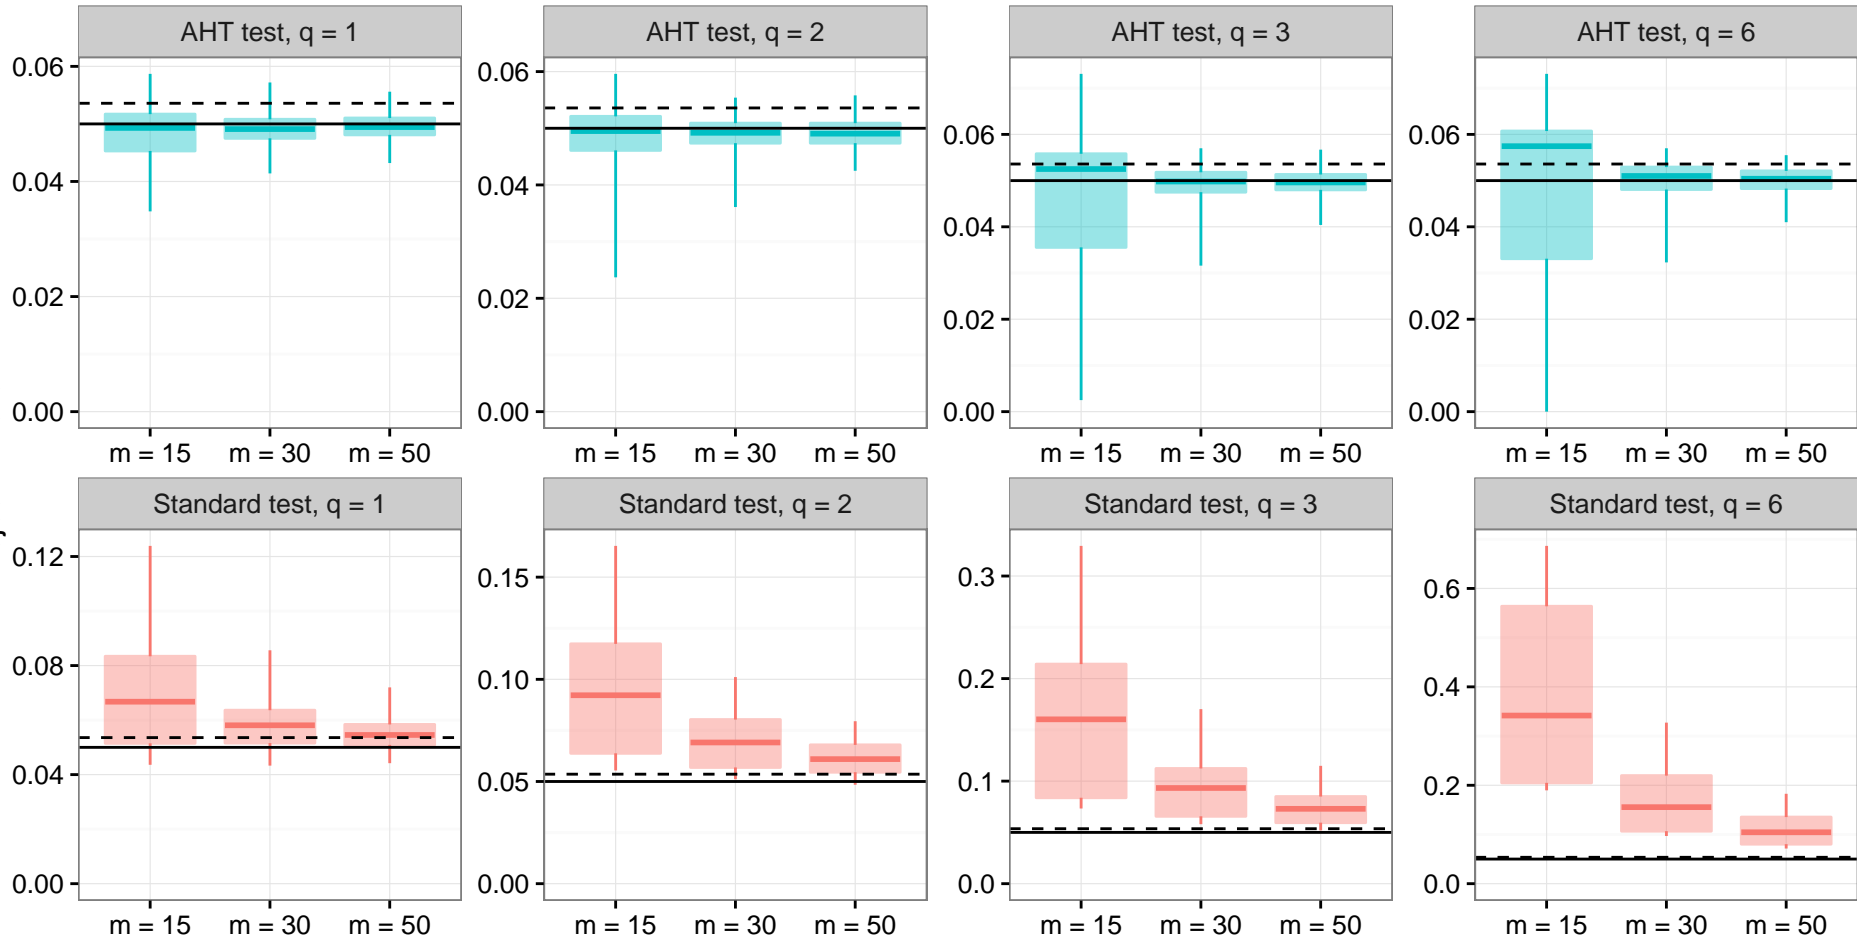 AHT test, q = 1
AHT test, q = 2
AHT test, q = 3
AHT test, q = 6
0.06
0.04
0.02
0.00
0.06
0.04
0.02
0.00
0.06
0.04
0.02
0.00
0.06
0.04
0.02
0.00
m = 15 m = 30 m = 50
m = 15 m = 30 m = 50
m = 15 m = 30 m = 50
m = 15 m = 30 m = 50
Standard test, q = 1
Standard test, q = 2
Standard test, q = 3
Standard test, q = 6
0.12
0.08
0.04
0.00
0.15
0.10
0.05
0.00
0.3
0.2
0.1
0.0
0.6
0.4
0.2
0.0
m = 15 m = 30 m = 50
m = 15 m = 30 m = 50
m = 15 m = 30 m = 50
m = 15 m = 30 m = 50